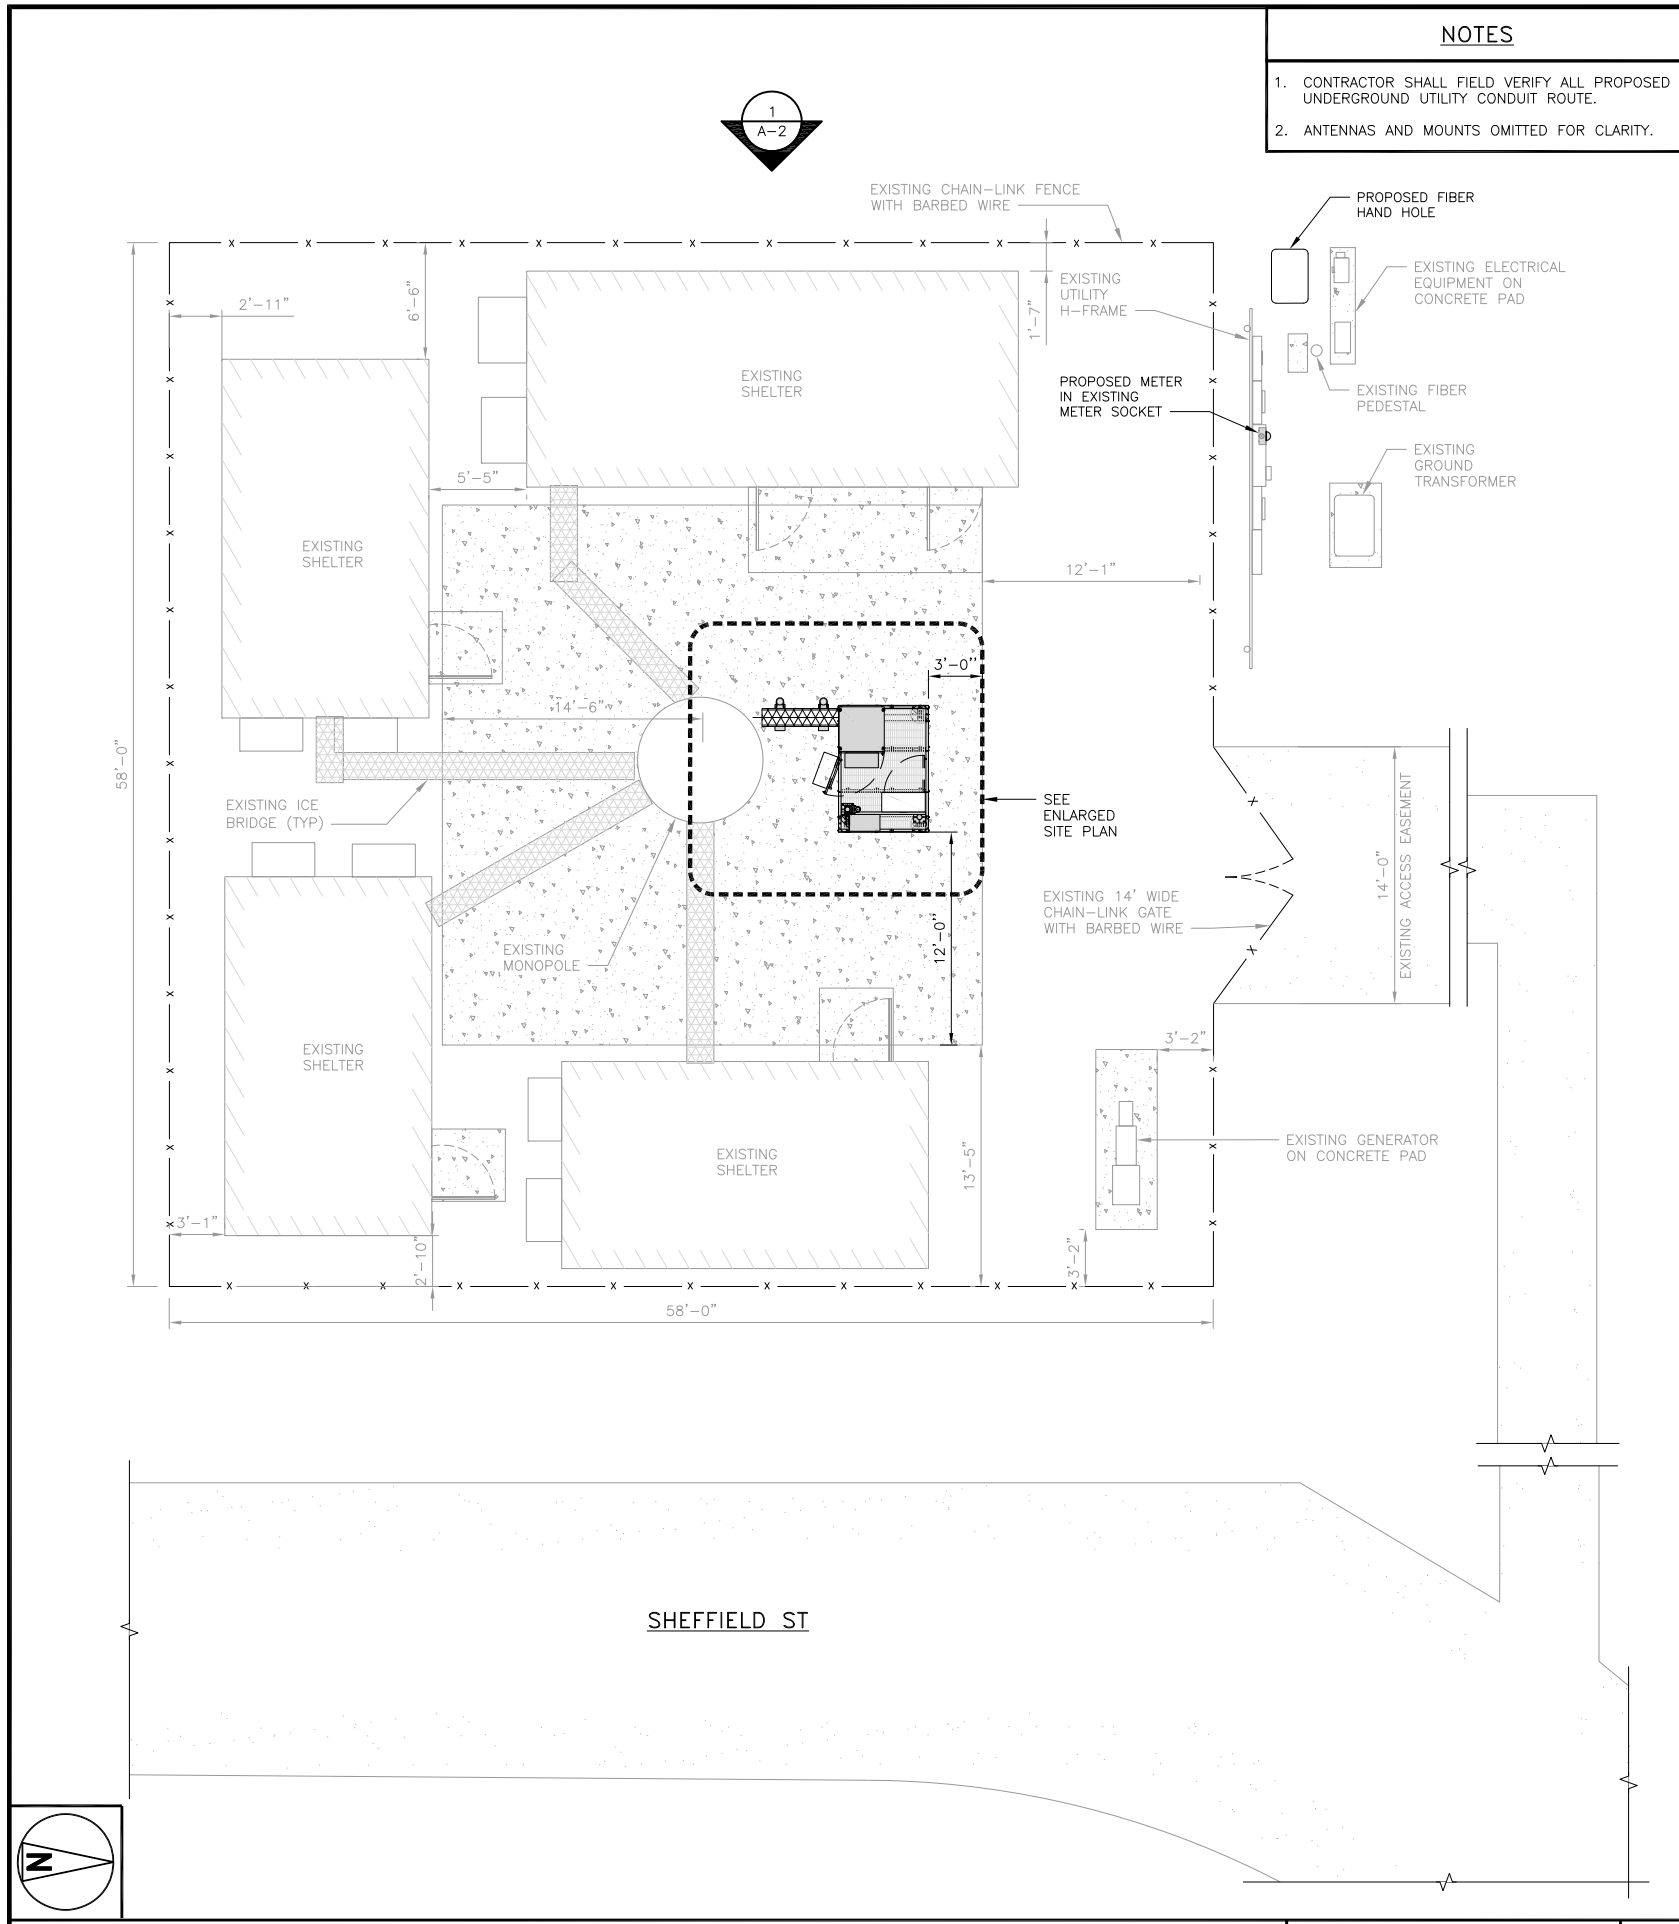 NOTES
1. CONTRACTOR SHALL FIELD VERIFY ALL PROPOSED
UNDERGROUND UTILITY CONDUIT ROUTE.
2. ANTENNAS AND MOUNTS OMITTED FOR CLARITY.
1
A-2
EXISTING CHAIN-LINK FENCE
WITH BARBED WIRE
PROPOSED FIBER
HAND HOLE
EXISTING
UTILITY
H-FRAME
EXISTING ELECTRICAL
EQUIPMENT ON
CONCRETE PAD
2'-11"
6'-6"
1'-7"
EXISTING
SHELTER
PROPOSED METER
IN EXISTING
METER SOCKET
EXISTING FIBER
PEDESTAL
EXISTING
GROUND
TRANSFORMER
5'-5"
EXISTING
SHELTER
12'-1"
3'-0"
14'-6"
58'-0"
EXISTING ICE
BRIDGE (TYP)
SEE
ENLARGED
SITE PLAN
14'-0"
EXISTING ACCESS EASEMENT
EXISTING 14' WIDE
CHAIN-LINK GATE
WITH BARBED WIRE
12'-0"
EXISTING
MONOPOLE
EXISTING
SHELTER
3'-2"
EXISTING
SHELTER
13'-5"
EXISTING GENERATOR
ON CONCRETE PAD
3'-1"
2'-10"
3'-2"
58'-0"
SHEFFIELD ST
N